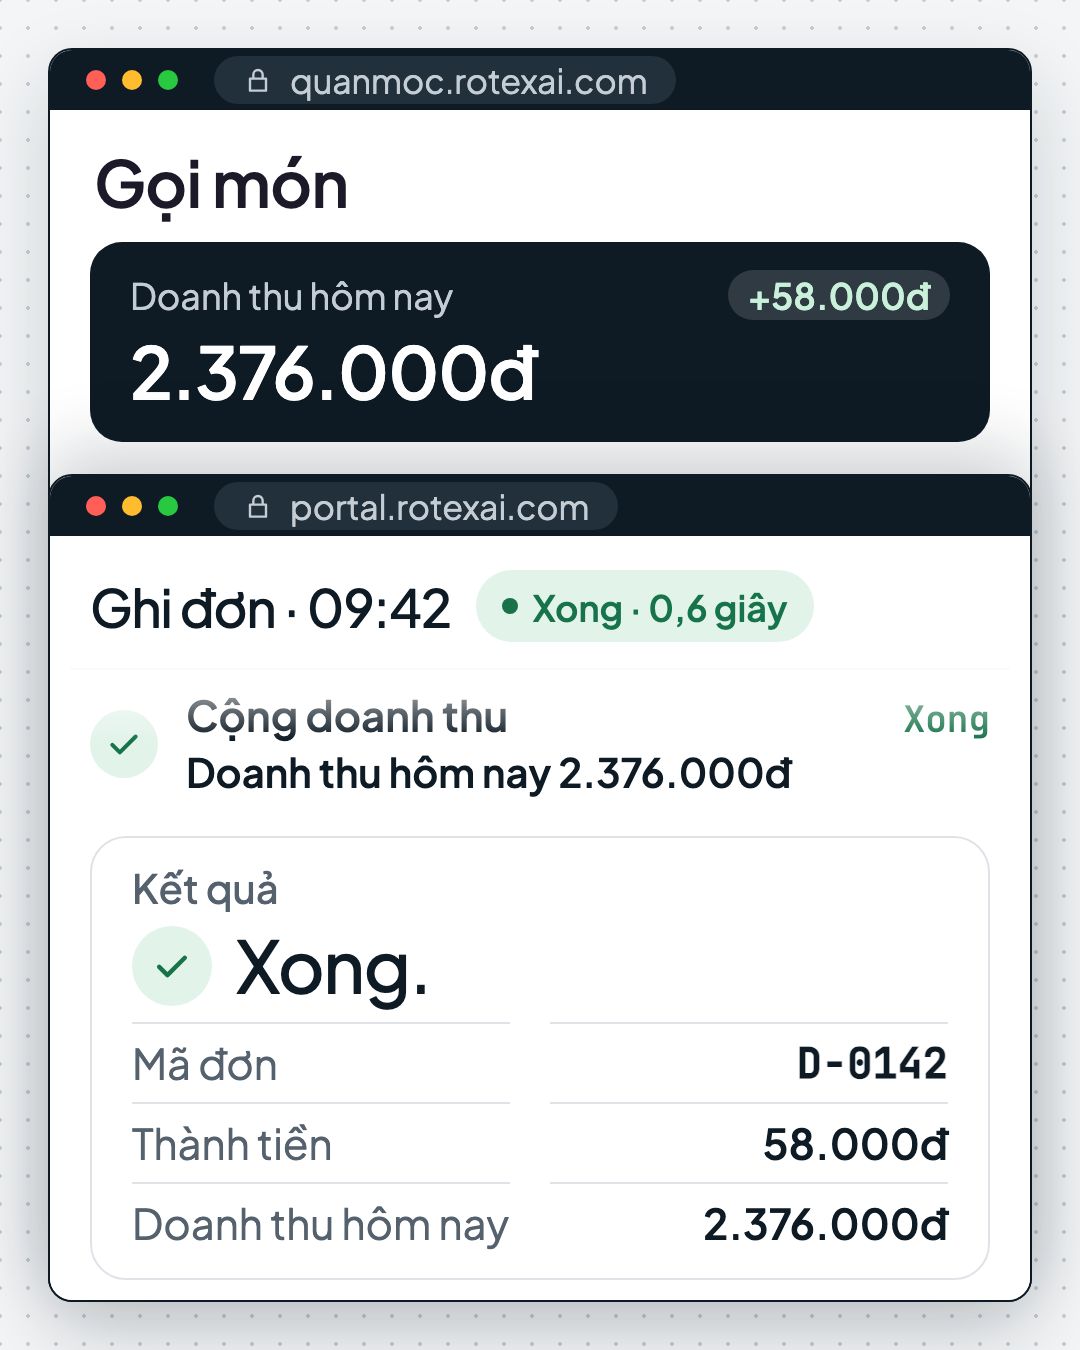 quanmoc.rotexai.com
Gọi món
Doanh thu hôm nay
+58.000đ
2.376.000đ
portal.rotexai.com
Ghi đơn · 09:42
Xong · 0,6 giây
Cộng doanh thu
Xong
Doanh thu hôm nay 2.376.000đ
Kết quả
Xong.
Mã đơn
D-0142
Thành tiền
58.000đ
Doanh thu hôm nay
2.376.000đ